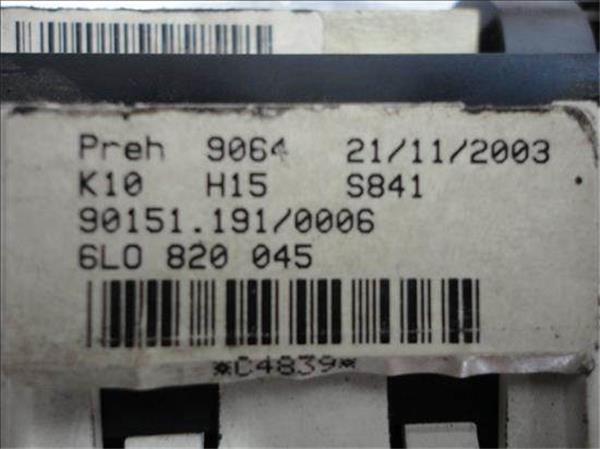 Preh 9064 21/11/2003
K10 H15 S841
90151.191/0006
6L0 820 045
*C4839*